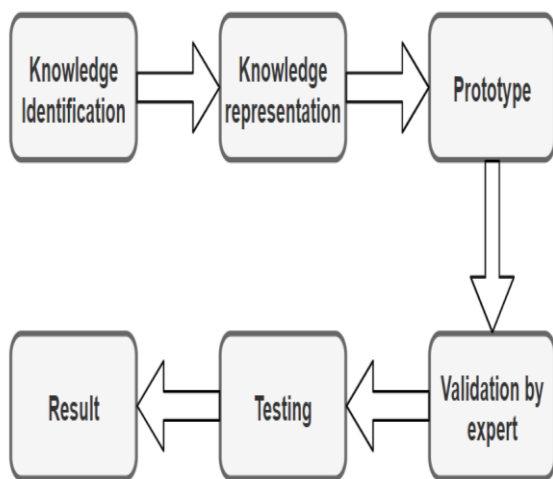 Knowledge
Identification
Knowledge
representation
Prototype
Validation by
expert
Testing
Result